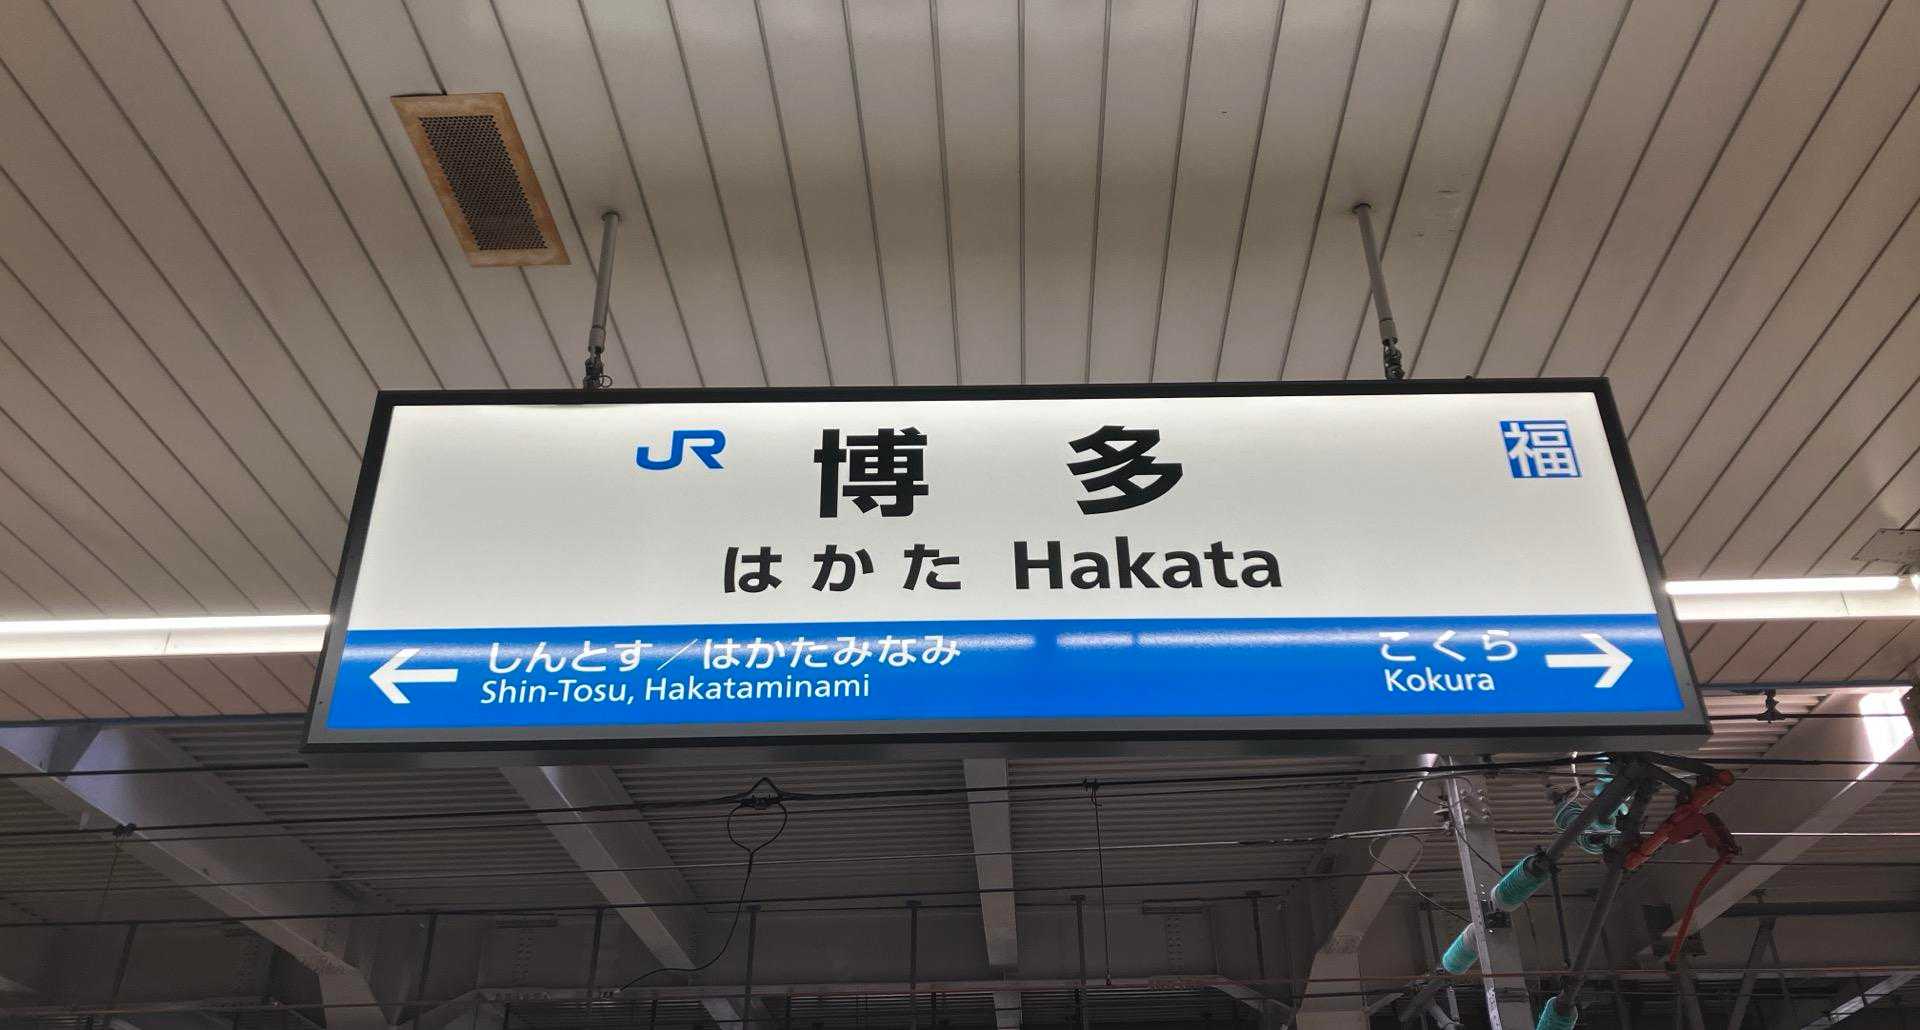 JR 博多 福
はかた Hakata
← しんとす／はかたみなみ
Shin-Tosu, Hakataminami
こくら →
Kokura